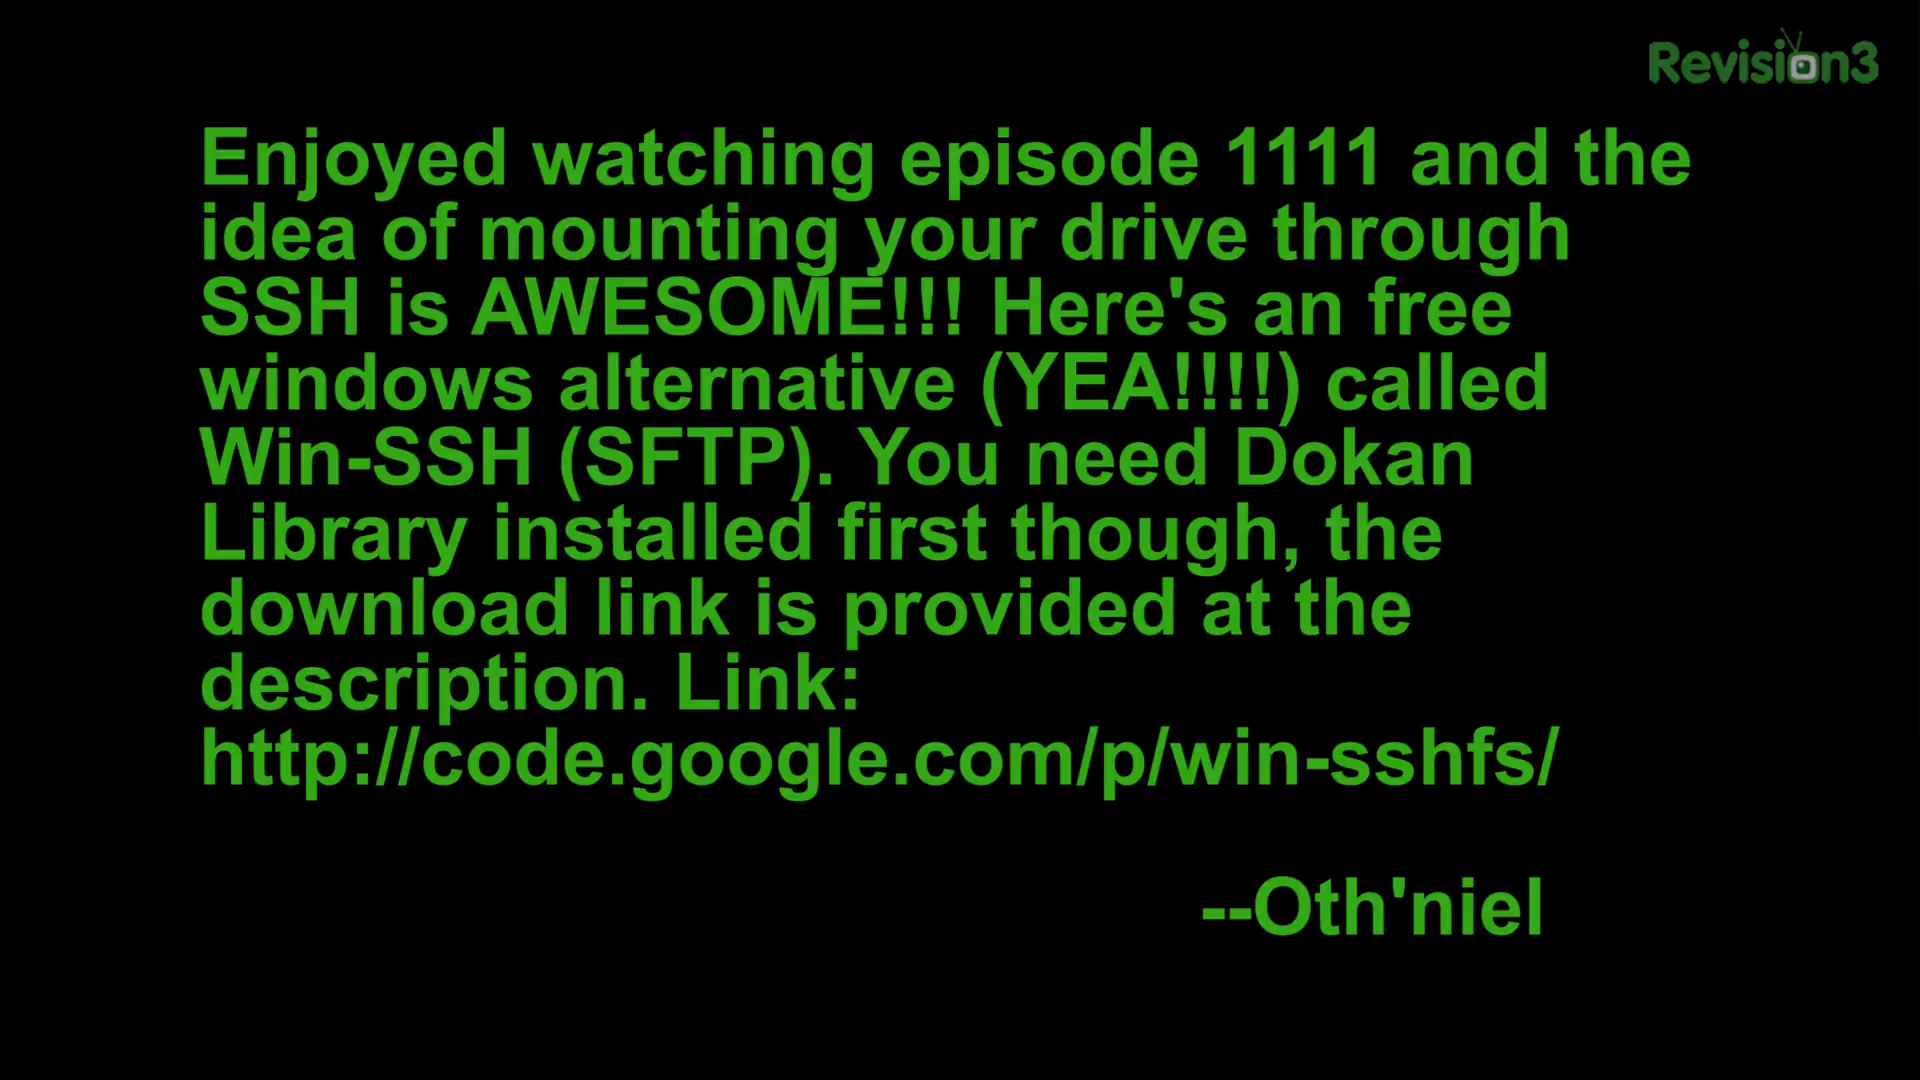 Revision3
Enjoyed watching episode 1111 and the
idea of mounting your drive through
SSH is AWESOME!!! Here's an free
windows alternative (YEA!!!!) called
Win-SSH (SFTP). You need Dokan
Library installed first though, the
download link is provided at the
description. Link:
http://code.google.com/p/win-sshfs/
--Oth'niel